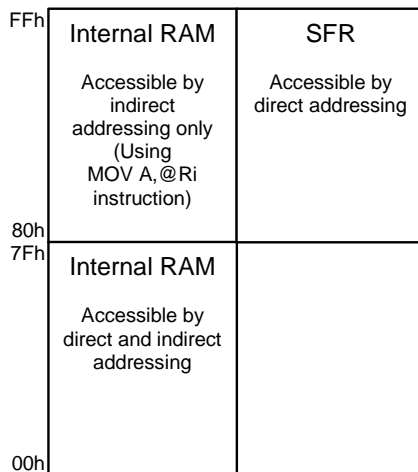 FFh
Internal RAM
Accessible by
indirect
addressing only
(Using
MOV A,@Ri
instruction)
SFR
Accessible by
direct addressing
80h
7Fh
Internal RAM
Accessible by
direct and indirect
addressing
00h